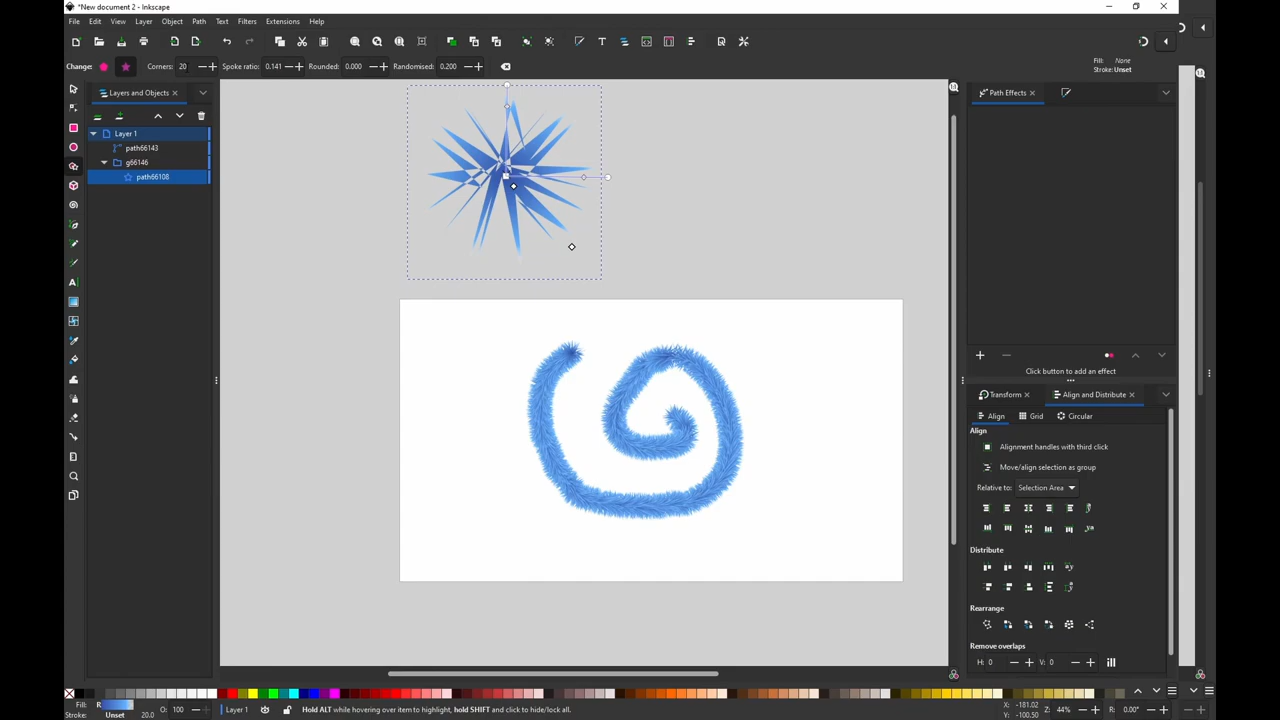 *New document 2 - Inkscape
File Edit View Layer Object Path Text Filters Extensions Help
Change: Corners: 20 Spoke ratio: 0.141 Rounded: 0.000 Randomised: 0.200
Fill: None
Stroke: Unset
Layers and Objects
Layer 1
path66143
g66146
path66108
Path Effects
Click button to add an effect
Transform Align and Distribute
Align Grid Circular
Align
Alignment handles with third click
Move/align selection as group
Relative to: Selection Area
Distribute
Rearrange
Remove overlaps
H: 0 V: 0
Fill:
Stroke: Unset 20.0
O: 100
Layer 1
Hold ALT while hovering over item to highlight, hold SHIFT and click to hide/lock all.
X: -181.02
Y: -100.50
Z: 44%
R: 0.00°